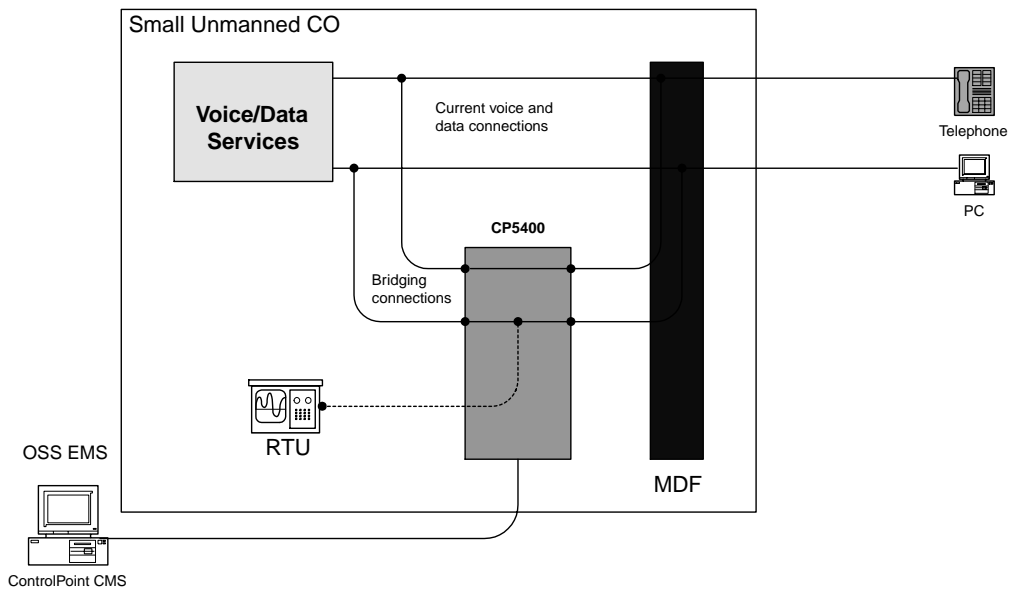 Small Unmanned CO
Voice/Data
Services
Current voice and
data connections
Telephone
PC
CP5400
Bridging
connections
RTU
MDF
OSS EMS
ControlPoint CMS